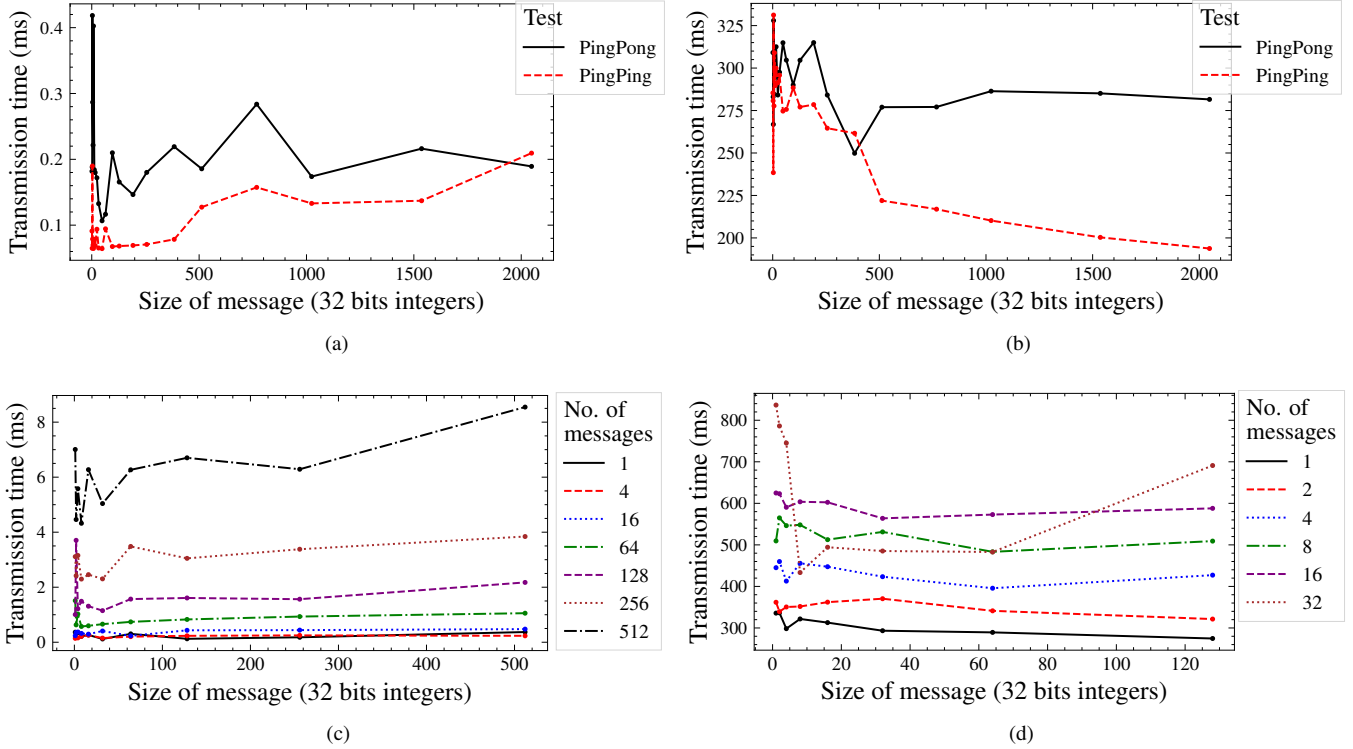 Test
PingPong
PingPing
Transmission time (ms)
0.4
0.3
0.2
0.1
0
500
1000
1500
2000
Size of message (32 bits integers)
(a)
Test
PingPong
PingPing
Transmission time (ms)
325
300
275
250
225
200
0
500
1000
1500
2000
Size of message (32 bits integers)
(b)
Transmission time (ms)
8
6
4
2
0
0
100
200
300
400
500
Size of message (32 bits integers)
No. of
messages
1
4
16
64
128
256
512
(c)
Transmission time (ms)
800
700
600
500
400
300
0
20
40
60
80
100
120
Size of message (32 bits integers)
No. of
messages
1
2
4
8
16
32
(d)